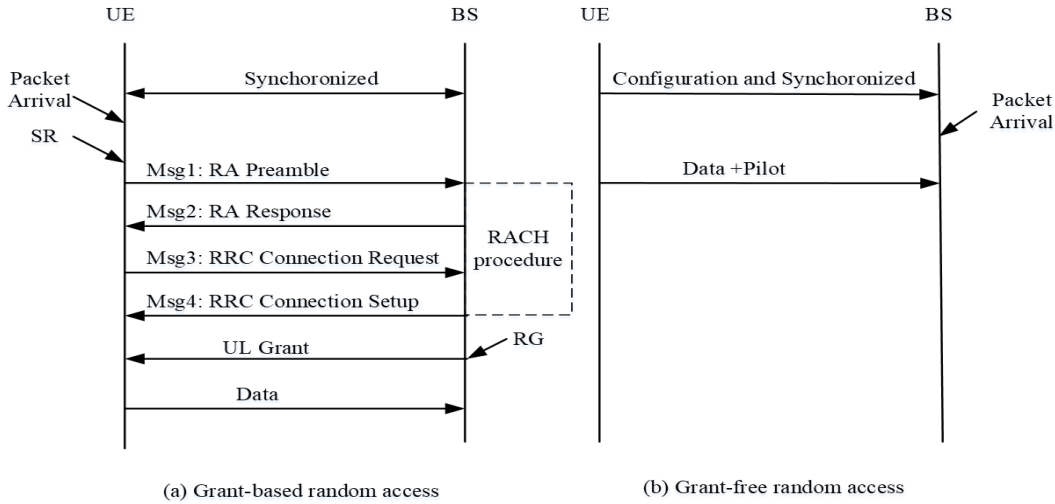 UE
BS
UE
BS
Synchoronized
Configuration and Synchoronized
Packet
Arrival
Packet
Arrival
SR
Msg1: RA Preamble
Data +Pilot
Msg2: RA Response
RACH
procedure
Msg3: RRC Connection Request
Msg4: RRC Connection Setup
RG
UL Grant
Data
(a) Grant-based random access
(b) Grant-free random access